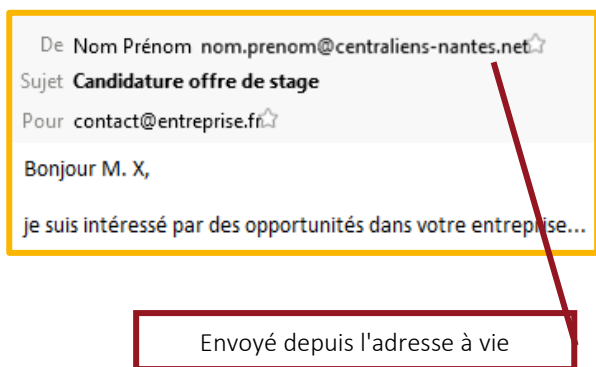 De Nom Prénom nom.prenom@centraliens-nantes.net
Sujet Candidature offre de stage
Pour contact@entreprise.fr
Bonjour M. X,
je suis intéressé par des opportunités dans votre entreprise...
Envoyé depuis l'adresse à vie